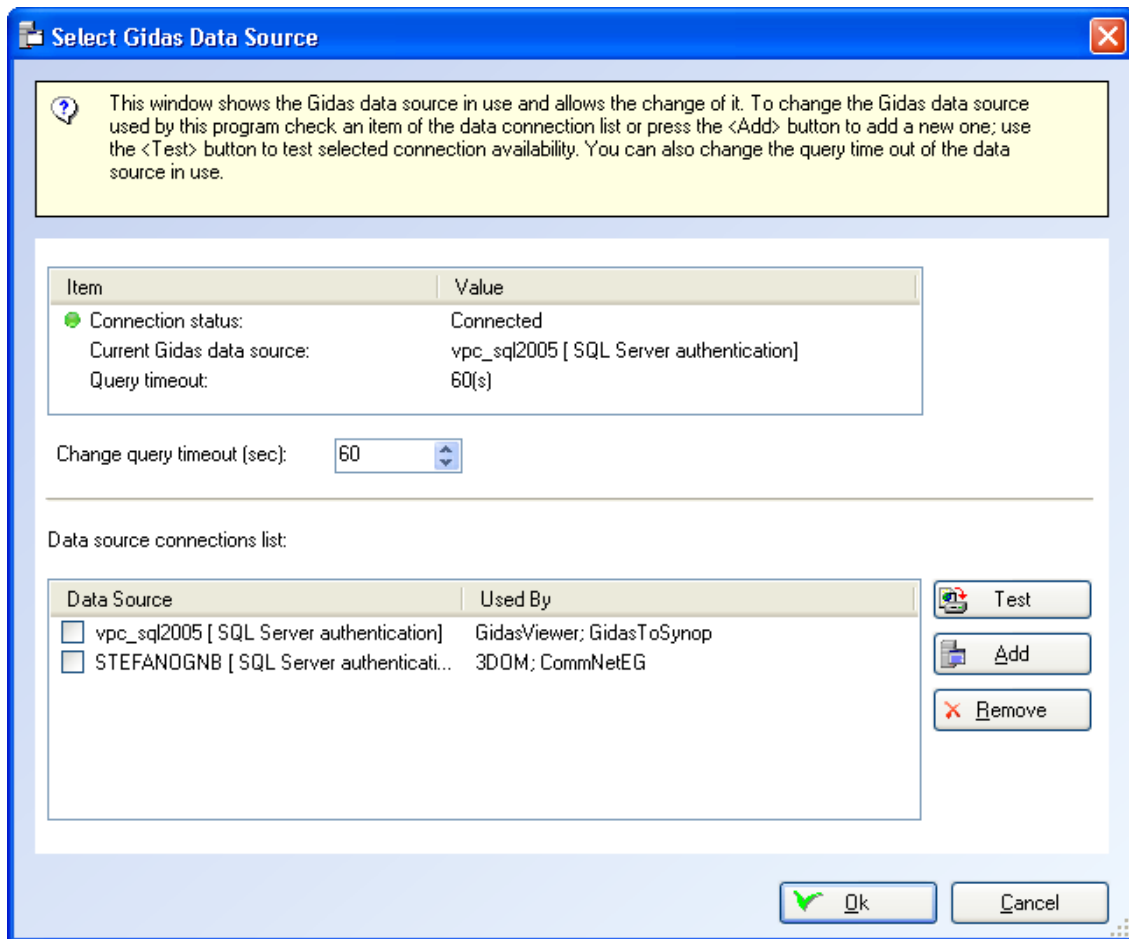 Select Gidas Data Source
This window shows the Gidas data source in use and allows the change of it. To change the Gidas data source
used by this program check an item of the data connection list or press the <Add> button to add a new one; use
the <Test> button to test selected connection availability. You can also change the query time out of the data
source in use.
Item Value
Connection status: Connected
Current Gidas data source: vpc_sql2005 [ SQL Server authentication]
Query timeout: 60(s)
Change query timeout (sec): 60
Data source connections list:
Data Source Used By
vpc_sql2005 [ SQL Server authentication] GidasViewer; GidasToSynop
STEFANOGNB [ SQL Server authenticati... 3DOM; CommNetEG
Test
Add
Remove
Ok Cancel